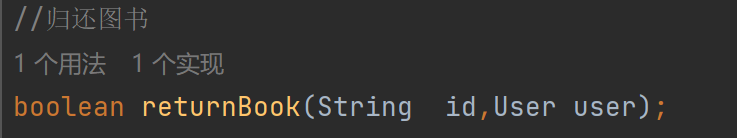 //归还图书
1 个用法   1 个实现
boolean returnBook(String  id,User user);